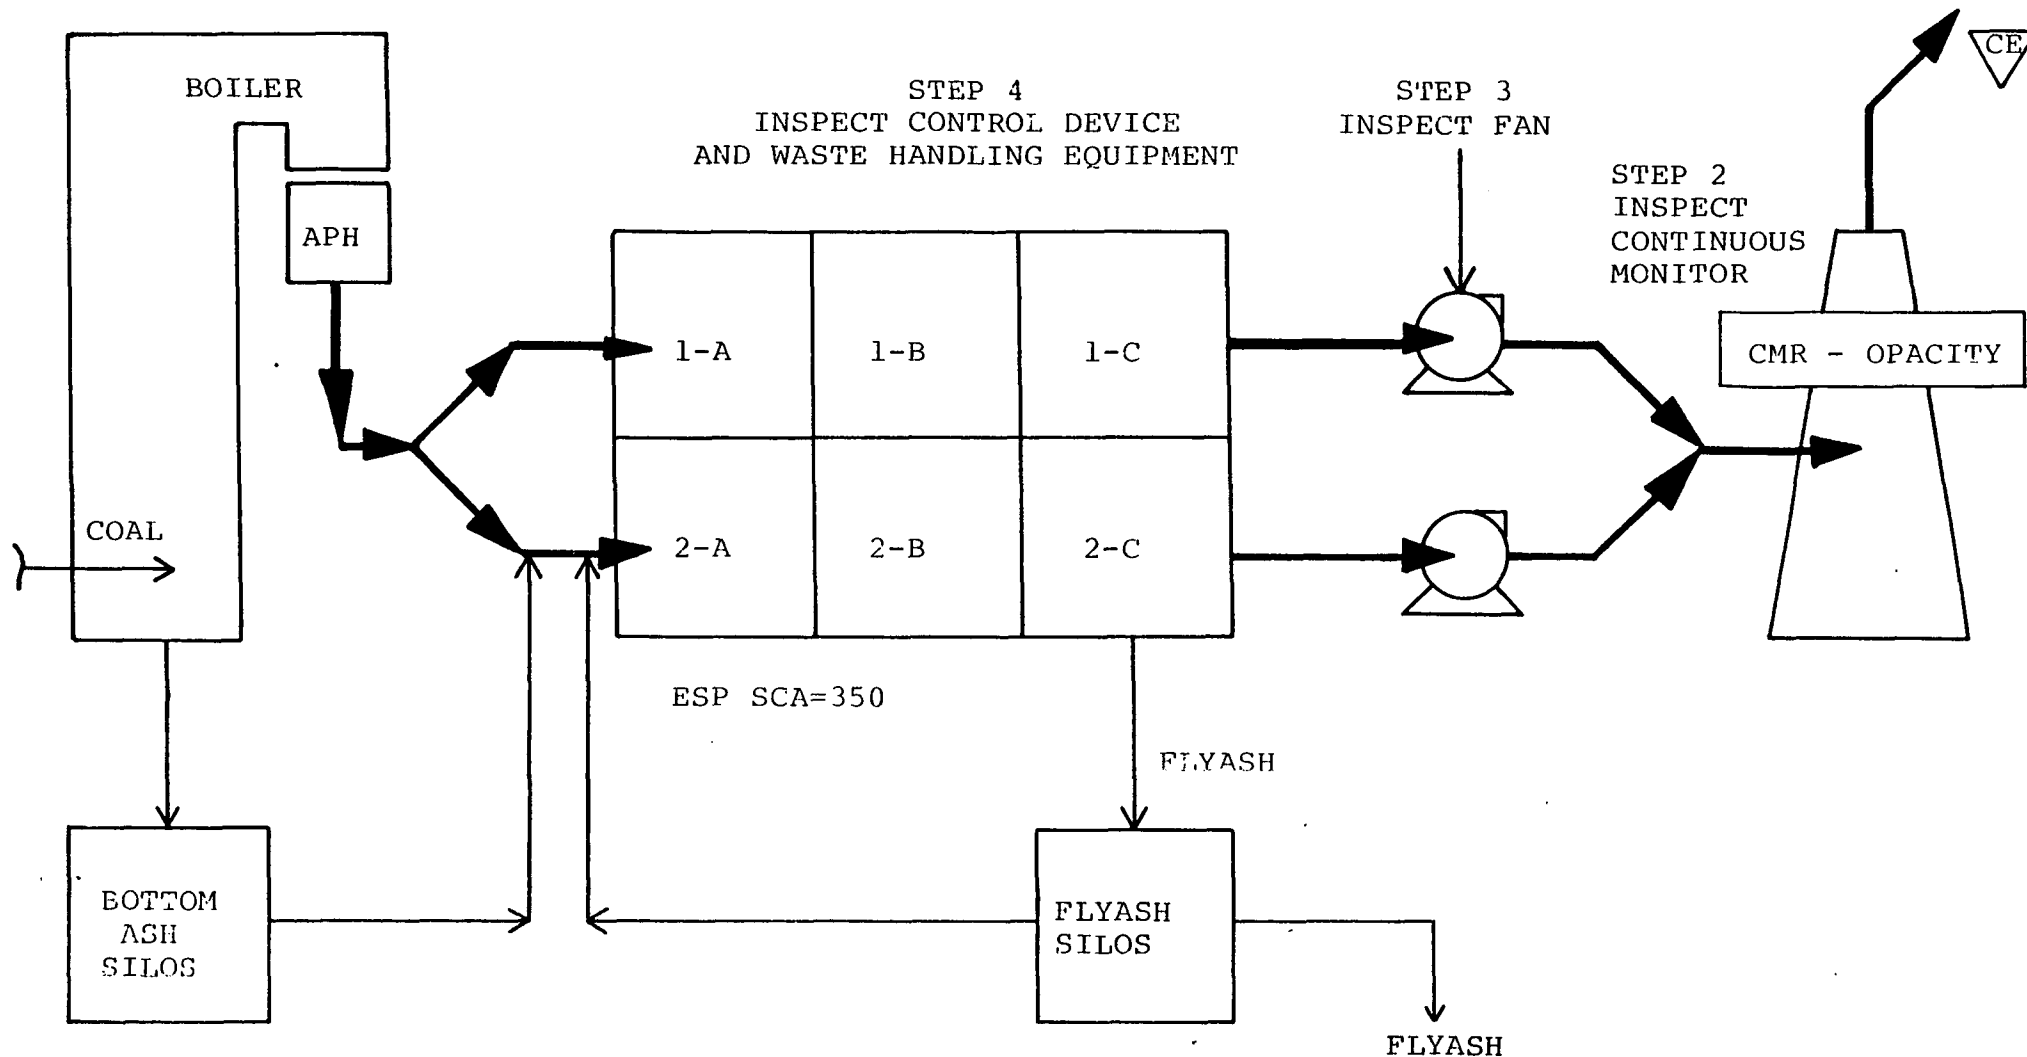 BOILER
APH
COAL
BOTTOM
ASH
SILOS
STEP 4
INSPECT CONTROL DEVICE
AND WASTE HANDLING EQUIPMENT
1-A 1-B 1-C
2-A 2-B 2-C
ESP SCA=350
FLYASH
FLYASH
SILOS
FLYASH
STEP 3
INSPECT FAN
STEP 2
INSPECT
CONTINUOUS
MONITOR
CMR - OPACITY
CE